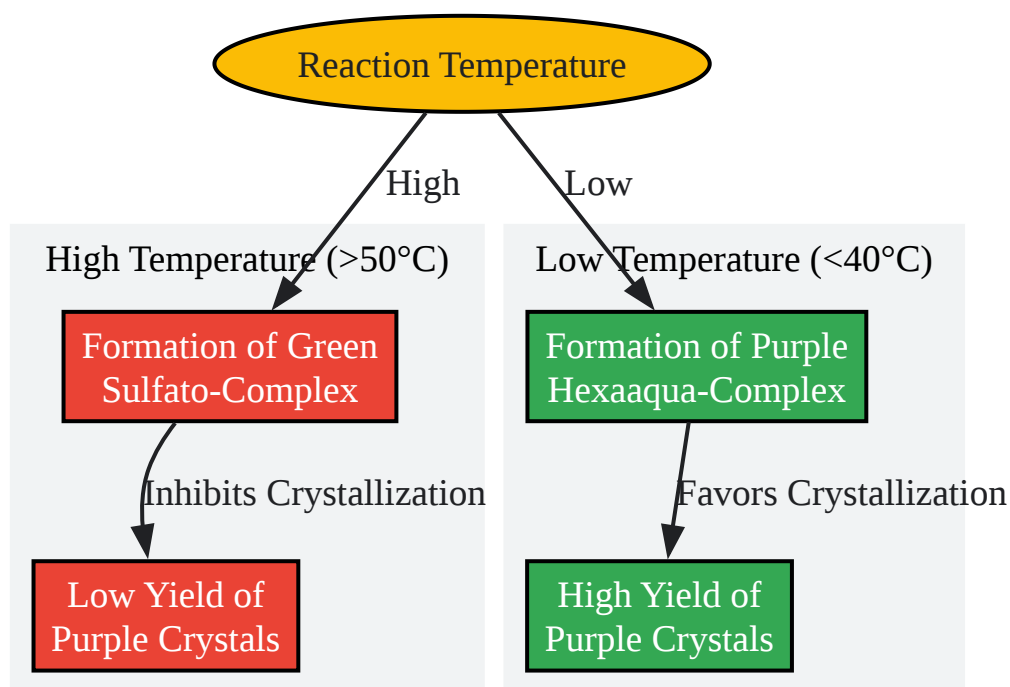 Reaction Temperature
High
Low
High Temperature (>50°C)
Low Temperature (<40°C)
Formation of Green
Sulfato-Complex
Formation of Purple
Hexaaqua-Complex
Inhibits Crystallization
Favors Crystallization
Low Yield of
Purple Crystals
High Yield of
Purple Crystals